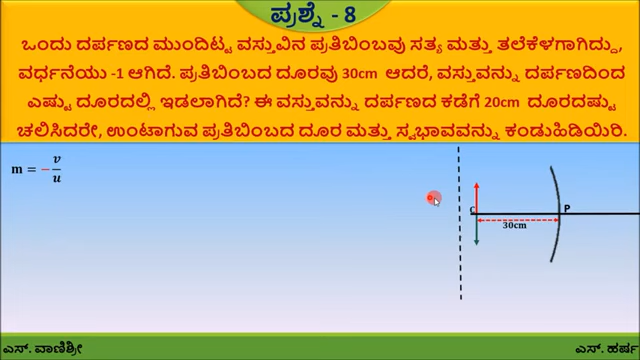 ಪ್ರಶ್ನೆ - 8
ಒಂದು ದರ್ಪಣದ ಮುಂದಿಟ್ಟ ವಸ್ತುವಿನ ಪ್ರತಿಬಿಂಬವು ಸತ್ಯ ಮತ್ತು ತಲೆಕೆಳಗಾಗಿದ್ದು,
ವರ್ಧನೆಯು -1 ಆಗಿದೆ. ಪ್ರತಿಬಿಂಬದ ದೂರವು 30cm ಆದರೆ, ವಸ್ತುವನ್ನು ದರ್ಪಣದಿಂದ
ಎಷ್ಟು ದೂರದಲ್ಲಿ ಇಡಲಾಗಿದೆ? ಈ ವಸ್ತುವನ್ನು ದರ್ಪಣದ ಕಡೆಗೆ 20cm ದೂರದಷ್ಟು
ಚಲಿಸಿದರೇ, ಉಂಟಾಗುವ ಪ್ರತಿಬಿಂಬದ ದೂರ ಮತ್ತು ಸ್ವಭಾವವನ್ನು ಕಂಡುಹಿಡಿಯಿರಿ.
m = - v/u
C P
30cm
ಎಸ್. ವಾಣಿಶ್ರೀ ಎಸ್. ಹರ್ಷ